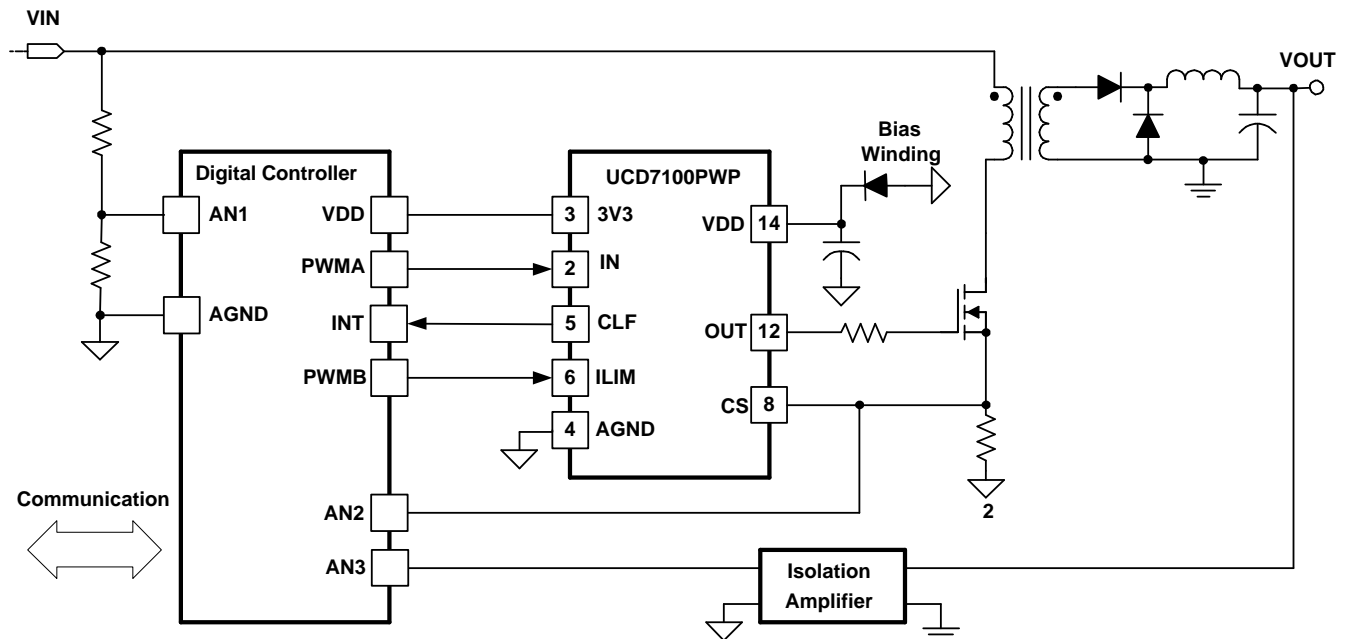 VIN
VOUT
Bias
Winding
Digital Controller
UCD7100PWP
AN1
VDD
3
3V3
VDD
14
PWMA
2
IN
AGND
INT
5
CLF
OUT
12
PWMB
6
ILIM
CS
8
4
AGND
Communication
AN2
2
AN3
Isolation
Amplifier